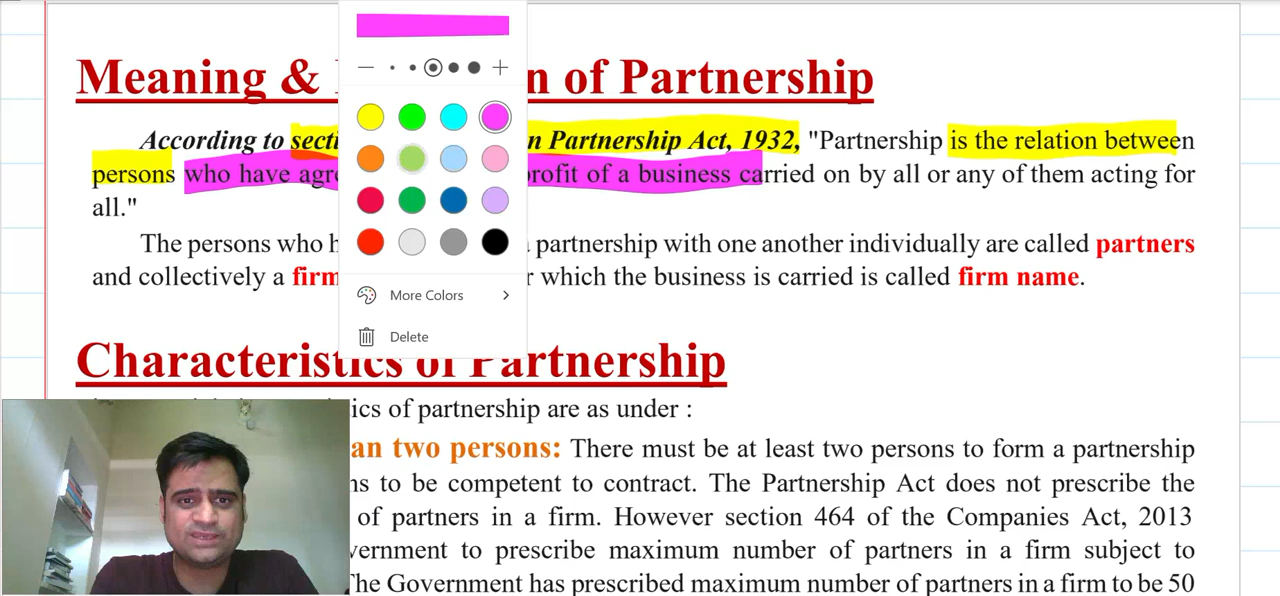 Meaning & n of Partnership
According to secti n Partnership Act, 1932, "Partnership is the relation between
persons who have agre profit of a business carried on by all or any of them acting for
all."
The persons who h a partnership with one another individually are called partners
and collectively a firm r which the business is carried is called firm name.
More Colors
Delete
Characteristics of Partnership
ics of partnership are as under :
an two persons: There must be at least two persons to form a partnership
ns to be competent to contract. The Partnership Act does not prescribe the
of partners in a firm. However section 464 of the Companies Act, 2013
vernment to prescribe maximum number of partners in a firm subject to
The Government has prescribed maximum number of partners in a firm to be 50